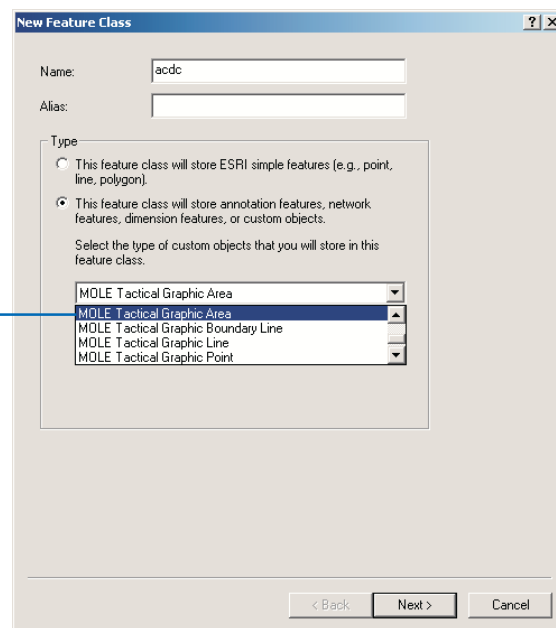 New Feature Class
Name:
acdc
Alias:
Type
This feature class will store ESRI simple features (e.g., point,
line, polygon).
This feature class will store annotation features, network
features, dimension features, or custom objects.
Select the type of custom objects that you will store in this
feature class.
MOLE Tactical Graphic Area
MOLE Tactical Graphic Area
MOLE Tactical Graphic Boundary Line
MOLE Tactical Graphic Line
MOLE Tactical Graphic Point
< Back
Next >
Cancel